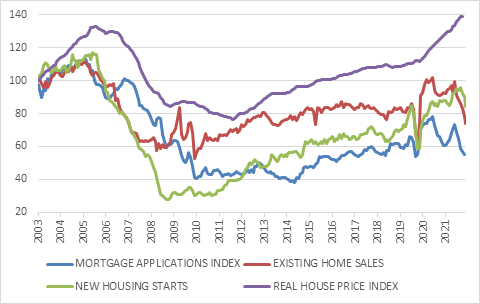 140
120
100
80
60
40
20
0
2003 2004 2005 2006 2007 2008 2009 2010 2011 2012 2013 2014 2015 2016 2017 2018 2019 2020 2021
MORTGAGE APPLICATIONS INDEX EXISTING HOME SALES
NEW HOUSING STARTS REAL HOUSE PRICE INDEX